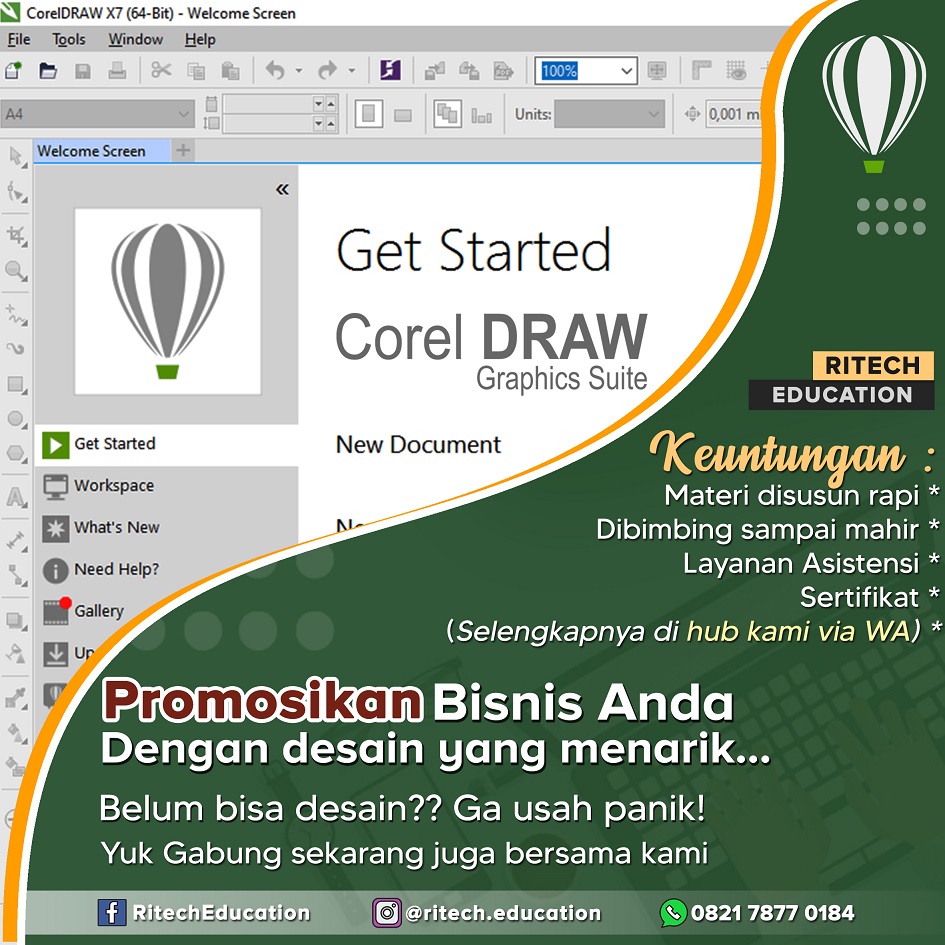 CorelDRAW X7 (64-Bit) - Welcome Screen
File Tools Window Help
100%
A4 Units: 0,001 m
Welcome Screen +
«
Get Started
Corel DRAW
Graphics Suite
New Document
Get Started
Workspace
What's New
Need Help?
Gallery
RITECH
EDUCATION
Keuntungan :
Materi disusun rapi *
Dibimbing sampai mahir *
Layanan Asistensi *
Sertifikat *
(Selengkapnya di hub kami via WA) *
Promosikan Bisnis Anda
Dengan desain yang menarik...
Belum bisa desain?? Ga usah panik!
Yuk Gabung sekarang juga bersama kami
RitechEducation @ritech.education 0821 7877 0184